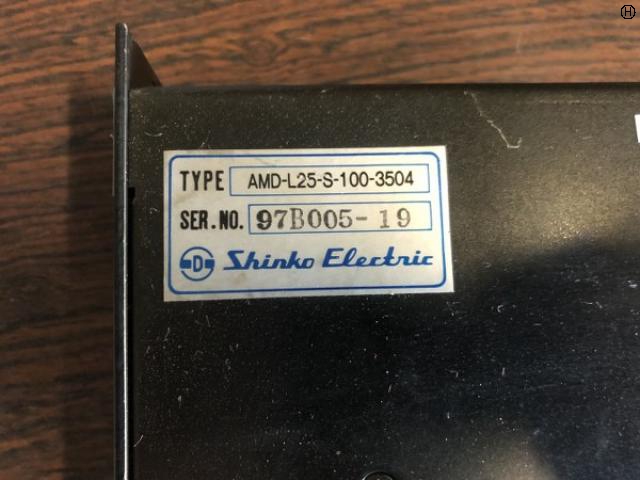 TYPE AMD-L25-S-100-3504
SER.NO. 97B005-19
D Shinko Electric
H